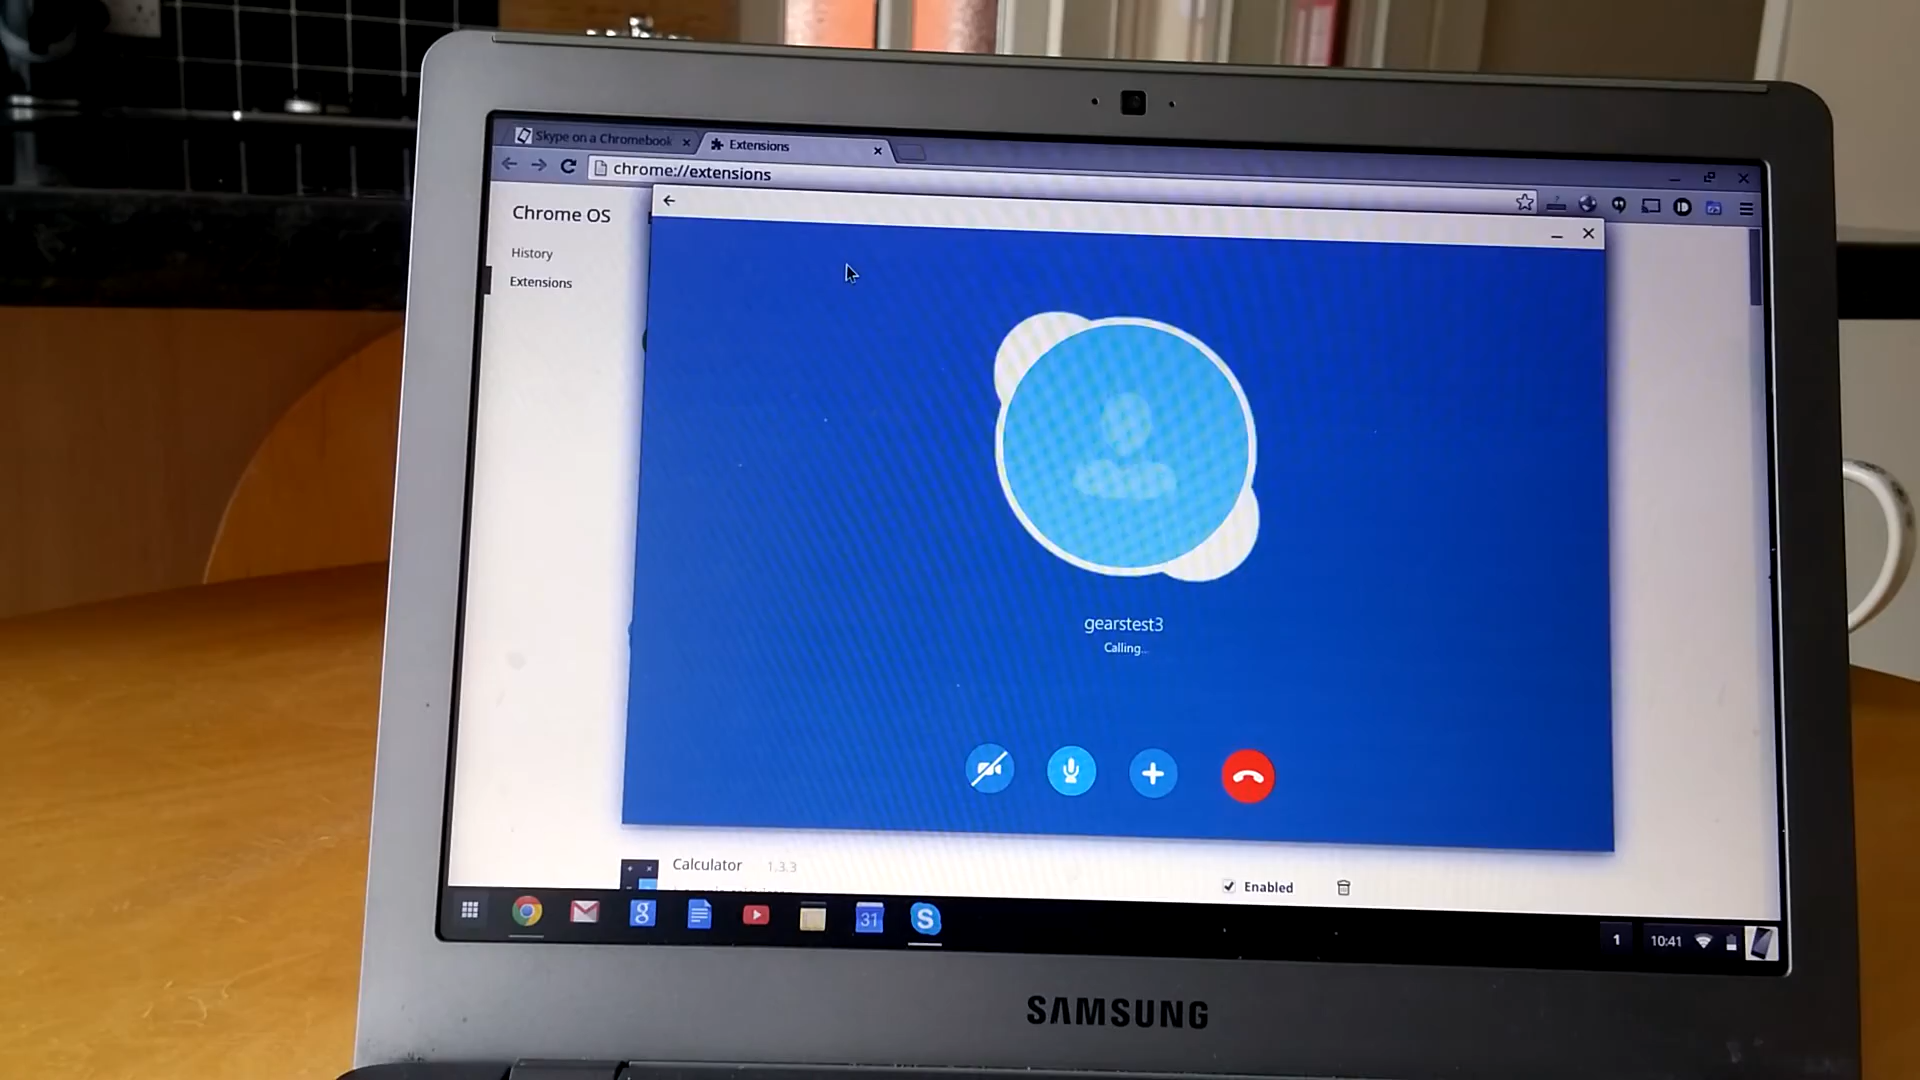 Skype on a Chromebook
Extensions
chrome://extensions
Chrome OS
History
Extensions
gearstest3
Calling...
Calculator 1.3.3
Enabled
g
31
S
1
10:41
SAMSUNG